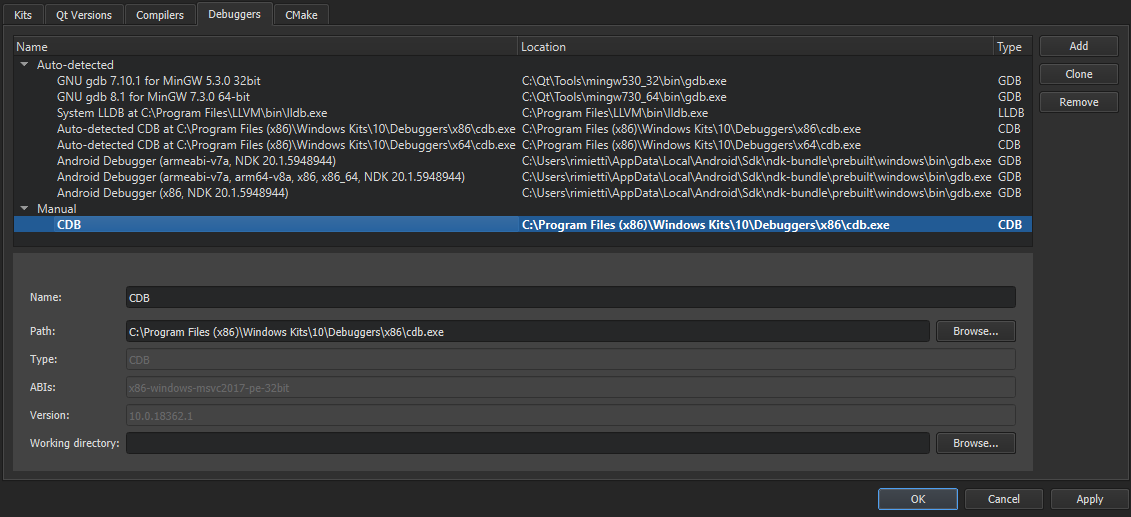 Kits Qt Versions Compilers Debuggers CMake
Name Location Type Add
Auto-detected
GNU gdb 7.10.1 for MinGW 5.3.0 32bit C:\Qt\Tools\mingw530_32\bin\gdb.exe GDB Clone
GNU gdb 8.1 for MinGW 7.3.0 64-bit C:\Qt\Tools\mingw730_64\bin\gdb.exe GDB
System LLDB at C:\Program Files\LLVM\bin\lldb.exe C:\Program Files\LLVM\bin\lldb.exe LLDB Remove
Auto-detected CDB at C:\Program Files (x86)\Windows Kits\10\Debuggers\x86\cdb.exe C:\Program Files (x86)\Windows Kits\10\Debuggers\x86\cdb.exe CDB
Auto-detected CDB at C:\Program Files (x86)\Windows Kits\10\Debuggers\x64\cdb.exe C:\Program Files (x86)\Windows Kits\10\Debuggers\x64\cdb.exe CDB
Android Debugger (armeabi-v7a, NDK 20.1.5948944) C:\Users\rimietti\AppData\Local\Android\Sdk\ndk-bundle\prebuilt\windows\bin\gdb.exe GDB
Android Debugger (armeabi-v7a, arm64-v8a, x86, x86_64, NDK 20.1.5948944) C:\Users\rimietti\AppData\Local\Android\Sdk\ndk-bundle\prebuilt\windows\bin\gdb.exe GDB
Android Debugger (x86, NDK 20.1.5948944) C:\Users\rimietti\AppData\Local\Android\Sdk\ndk-bundle\prebuilt\windows\bin\gdb.exe GDB
Manual
CDB C:\Program Files (x86)\Windows Kits\10\Debuggers\x86\cdb.exe CDB
Name: CDB
Path: C:\Program Files (x86)\Windows Kits\10\Debuggers\x86\cdb.exe Browse...
Type: CDB
ABIs: x86-windows-msvc2017-pe-32bit
Version: 10.0.18362.1
Working directory: Browse...
OK Cancel Apply